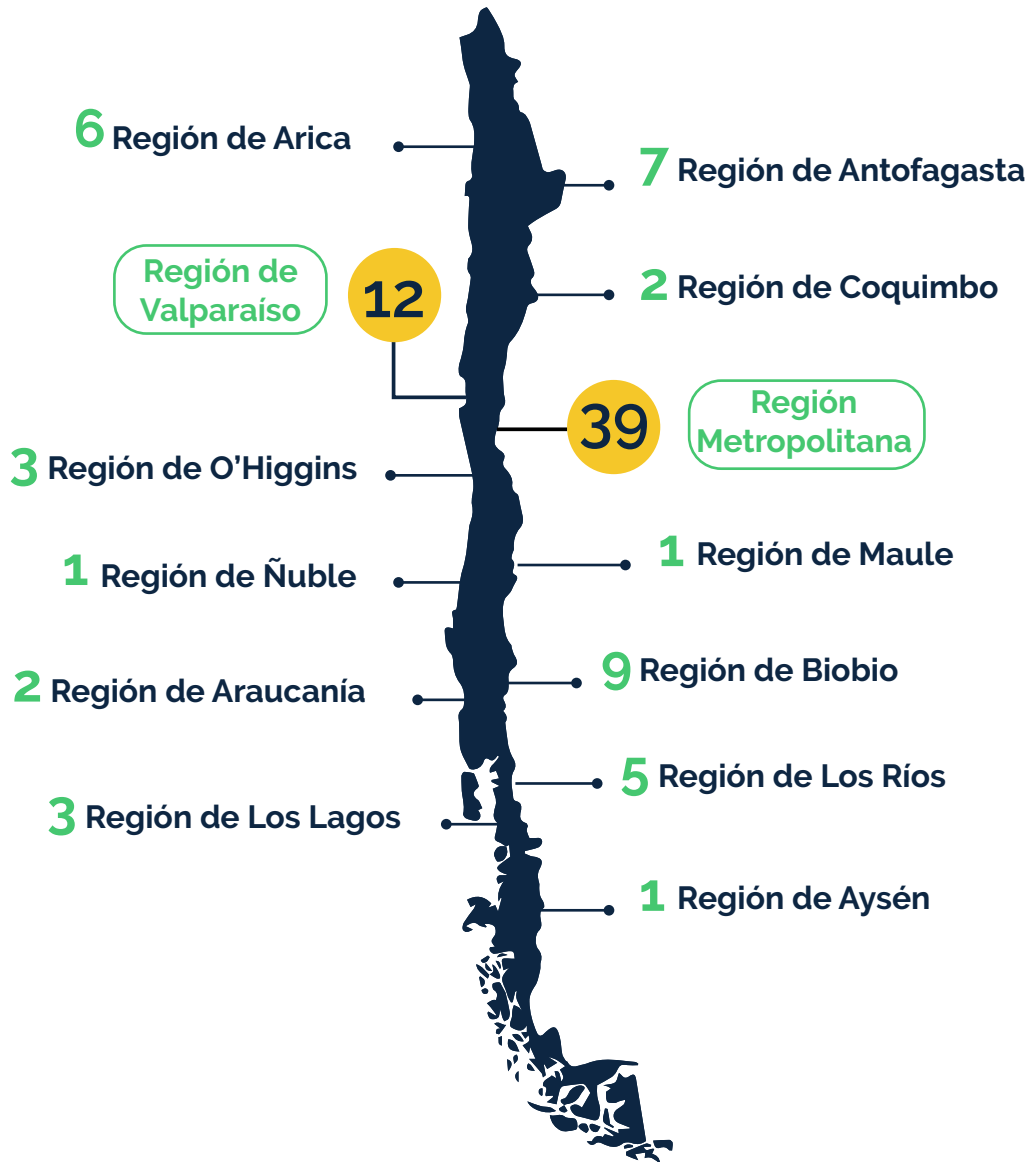 6 Región de Arica
7 Región de Antofagasta
Región de
Valparaíso
12
2 Región de Coquimbo
39
Región
Metropolitana
3 Región de O'Higgins
1 Región de Ñuble
1 Región de Maule
2 Región de Araucanía
9 Región de Biobio
5 Región de Los Ríos
3 Región de Los Lagos
1 Región de Aysén